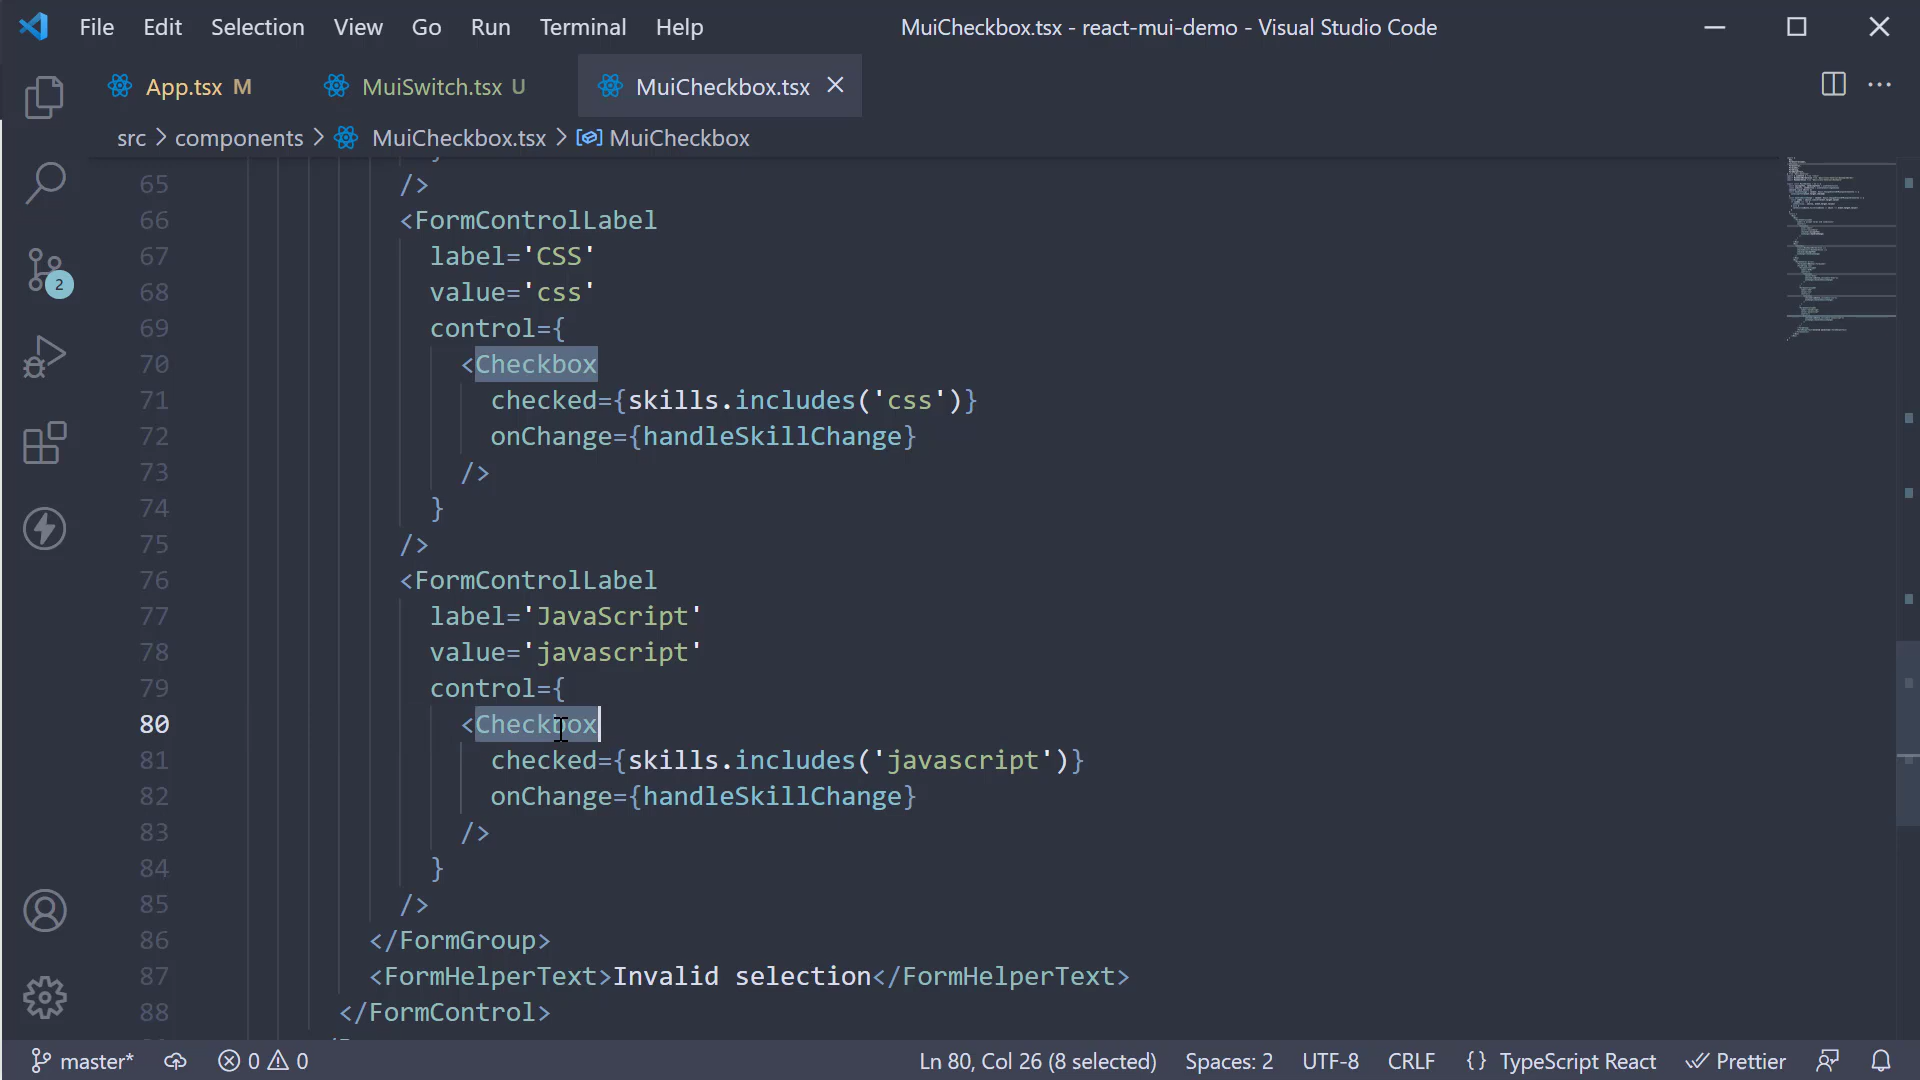 File Edit Selection View Go Run Terminal Help MuiCheckbox.tsx - react-mui-demo - Visual Studio Code
App.tsx M MuiSwitch.tsx U MuiCheckbox.tsx
src > components > MuiCheckbox.tsx > MuiCheckbox
65 />
66 <FormControlLabel
67 label='CSS'
68 value='css'
69 control={
70 <Checkbox
71 checked={skills.includes('css')}
72 onChange={handleSkillChange}
73 />
74 }
75 />
76 <FormControlLabel
77 label='JavaScript'
78 value='javascript'
79 control={
80 <Checkbox
81 checked={skills.includes('javascript')}
82 onChange={handleSkillChange}
83 />
84 }
85 />
86 </FormGroup>
87 <FormHelperText>Invalid selection</FormHelperText>
88 </FormControl>
2
master* 0 0 Ln 80, Col 26 (8 selected) Spaces: 2 UTF-8 CRLF {} TypeScript React Prettier